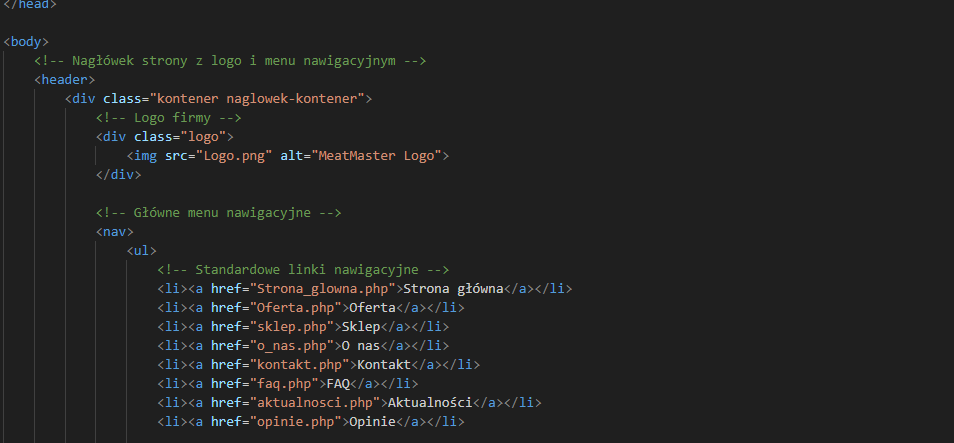 </head>
<body>
<!-- Nagłówek strony z logo i menu nawigacyjnym -->
<header>
<div class="kontener naglowek-kontener">
<!-- Logo firmy -->
<div class="logo">
<img src="Logo.png" alt="MeatMaster Logo">
</div>
<!-- Główne menu nawigacyjne -->
<nav>
<ul>
<!-- Standardowe linki nawigacyjne -->
<li><a href="Strona_glowna.php">Strona główna</a></li>
<li><a href="Oferta.php">Oferta</a></li>
<li><a href="sklep.php">Sklep</a></li>
<li><a href="o_nas.php">O nas</a></li>
<li><a href="kontakt.php">Kontakt</a></li>
<li><a href="faq.php">FAQ</a></li>
<li><a href="aktualnosci.php">Aktualności</a></li>
<li><a href="opinie.php">Opinie</a></li>